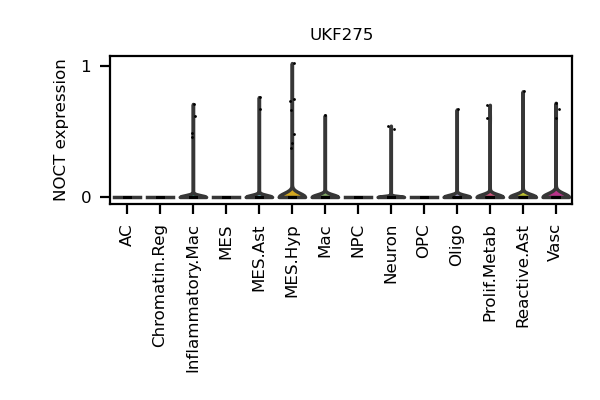 UKF275
NOCT expression
1
0
AC
Chromatin.Reg
Inflammatory.Mac
MES
MES.Ast
MES.Hyp
Mac
NPC
Neuron
OPC
Oligo
Prolif.Metab
Reactive.Ast
Vasc